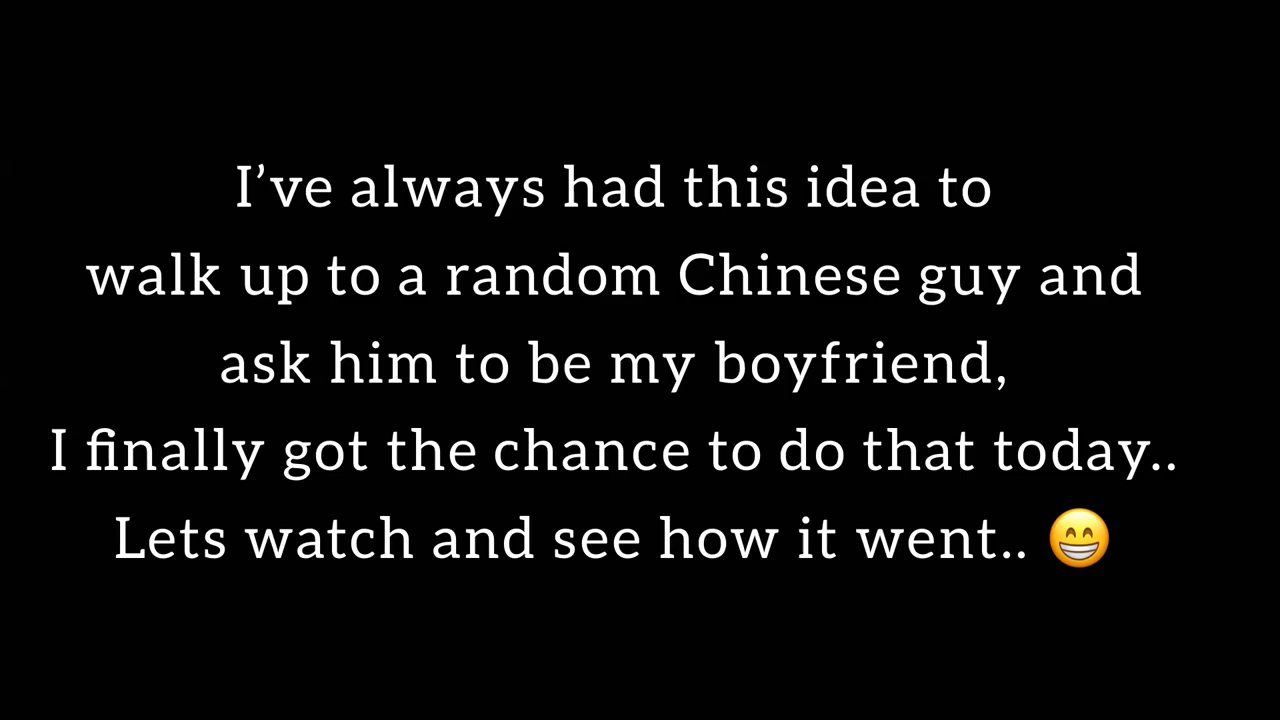 I’ve always had this idea to
walk up to a random Chinese guy and
ask him to be my boyfriend,
I finally got the chance to do that today..
Lets watch and see how it went.. 😁